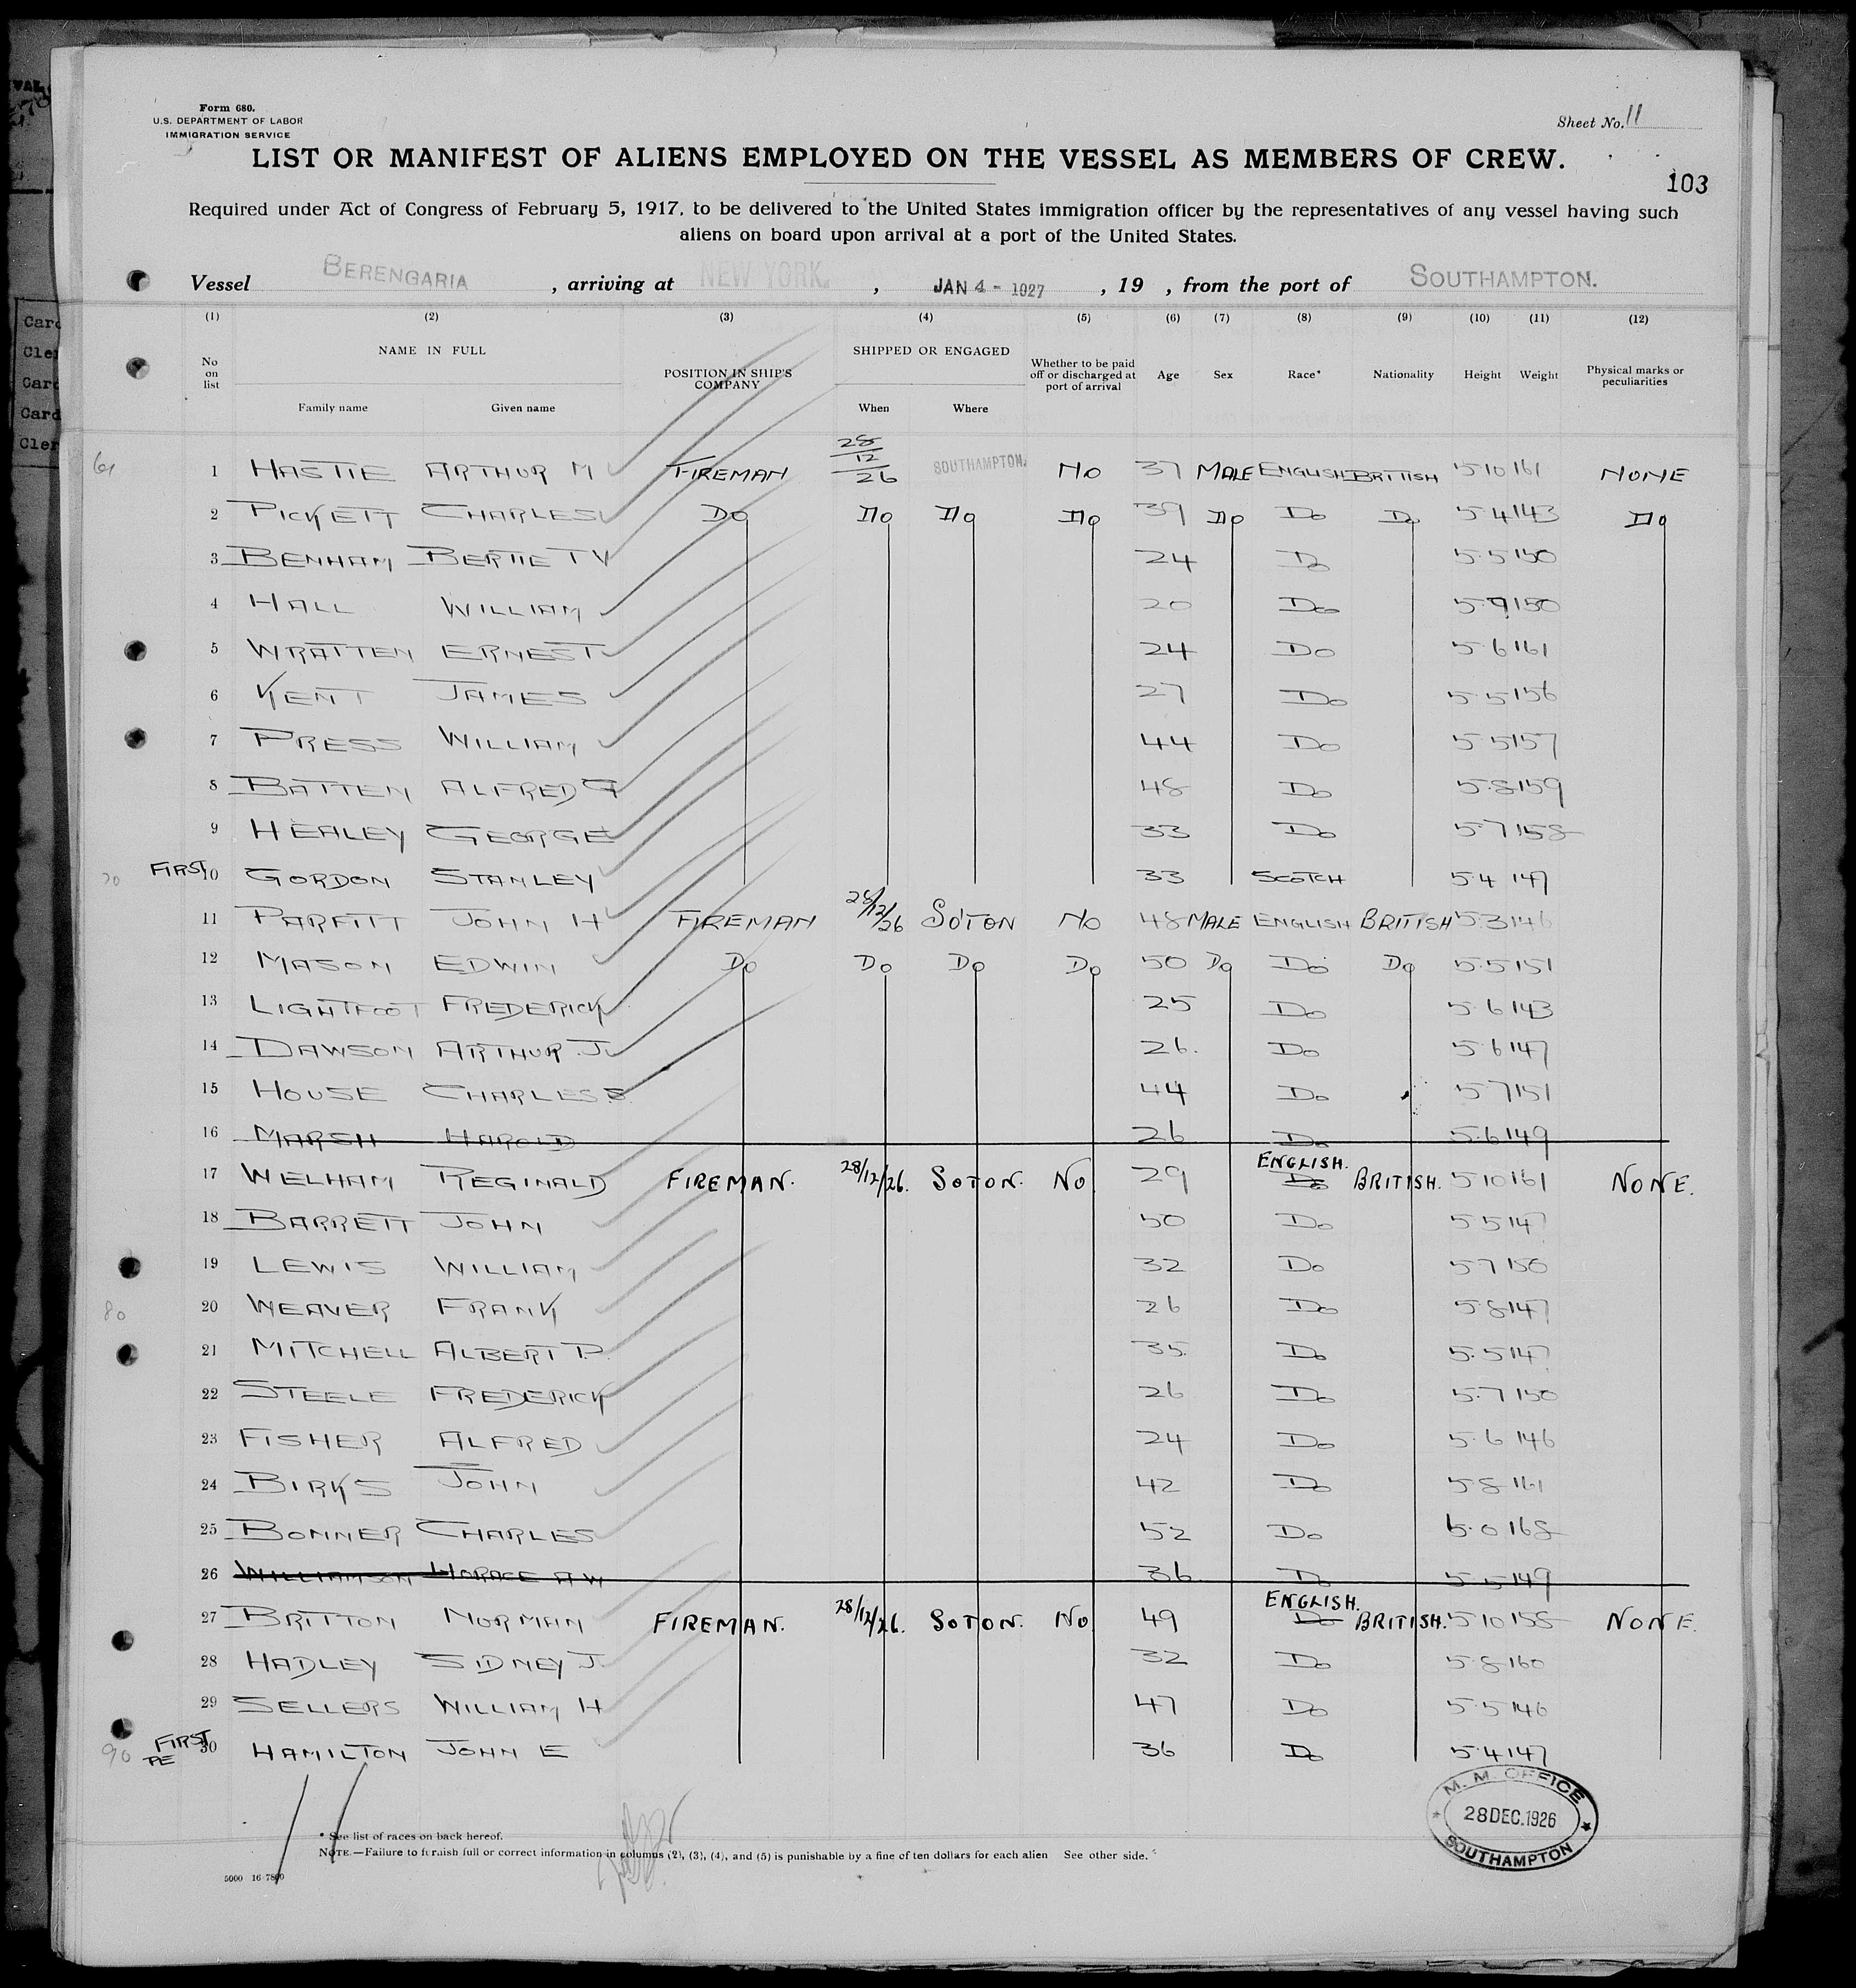 Form 680.
U.S. DEPARTMENT OF LABOR
IMMIGRATION SERVICE
Sheet No. 11
LIST OR MANIFEST OF ALIENS EMPLOYED ON THE VESSEL AS MEMBERS OF CREW.
103
Required under Act of Congress of February 5, 1917, to be delivered to the United States immigration officer by the representatives of any vessel having such
aliens on board upon arrival at a port of the United States.
Vessel BERENGARIA , arriving at NEW YORK. , JAN 4 - 1927 , 19 , from the port of SOUTHAMPTON.
(1) (2) (3) (4) (5) (6) (7) (8) (9) (10) (11) (12)
No on list NAME IN FULL Family name Given name POSITION IN SHIP'S COMPANY SHIPPED OR ENGAGED When Where Whether to be paid off or discharged at port of arrival Age Sex Race* Nationality Height Weight Physical marks or peculiarities
1 HASTIE ARTHUR M FIREMAN 28/12/26 SOUTHAMPTON. NO 37 MALE ENGLISH BRITISH 5 10 161 NONE
2 PICKETT CHARLES DO DO DO DO 39 DO DO DO 5 4 143 DO
3 BENHAM BERTIE T V 24 DO 5.5 150
4 HALL WILLIAM 20 DO 5.9 150
5 WRATTEN ERNEST 24 DO 5 6 161
6 KENT JAMES 27 DO 5.5 156
7 PRESS WILLIAM 44 DO 5 5 157
8 BATTEN ALFRED G 48 DO 5.8 159
9 HEALEY GEORGE 33 DO 5.7 158
70 FIRST 10 GORDON STANLEY 33 SCOTCH 5.4 147
11 PARFITT JOHN H FIREMAN 28/12/26 SO'TON NO 48 MALE ENGLISH BRITISH 5.3 146
12 MASON EDWIN DO DO DO DO 50 DO DO DO 5.5 151
13 LIGHTFOOT FREDERICK 25 DO 5.6 143
14 DAWSON ARTHUR J. 26. DO 5.6 147
15 HOUSE CHARLES E 44 DO 5.7 151
16 MARSH HAROLD 26 DO 5.6 149
17 WELHAM REGINALD FIREMAN. 28/12/26. SOTON. NO 29 DO ENGLISH. BRITISH. 5 10 161 NONE.
18 BARRETT JOHN 50 DO 5 5 147
19 LEWIS WILLIAM 32 DO 5 7 150
80 20 WEAVER FRANK 26 DO 5.8 147
21 MITCHELL ALBERT P. 35 DO 5.5 147
22 STEELE FREDERICK 26 DO 5.7 150
23 FISHER ALFRED 24 DO 5.6 146
24 BIRKS JOHN 42 DO 5.8 161
25 BONNER CHARLES 52 DO 6.0 168
26 WILLIAMSON HORACE A W 36 DO 5 5 149
27 BRITTON NORMAN FIREMAN. 28/12/26. SOTON. NO 49 DO ENGLISH. BRITISH. 5 10 158 NONE.
28 HADLEY SIDNEY J. 32 DO 5.8 160
29 SELLERS WILLIAM H 47 DO 5.5 146
90 FIRST 30 HAMILTON JOHN E 36 DO 5.4 147
M. M. OFFICE
28 DEC. 1926
SOUTHAMPTON
* See list of races on back hereof.
NOTE.—Failure to furnish full or correct information in columns (2), (3), (4), and (5) is punishable by a fine of ten dollars for each alien See other side.